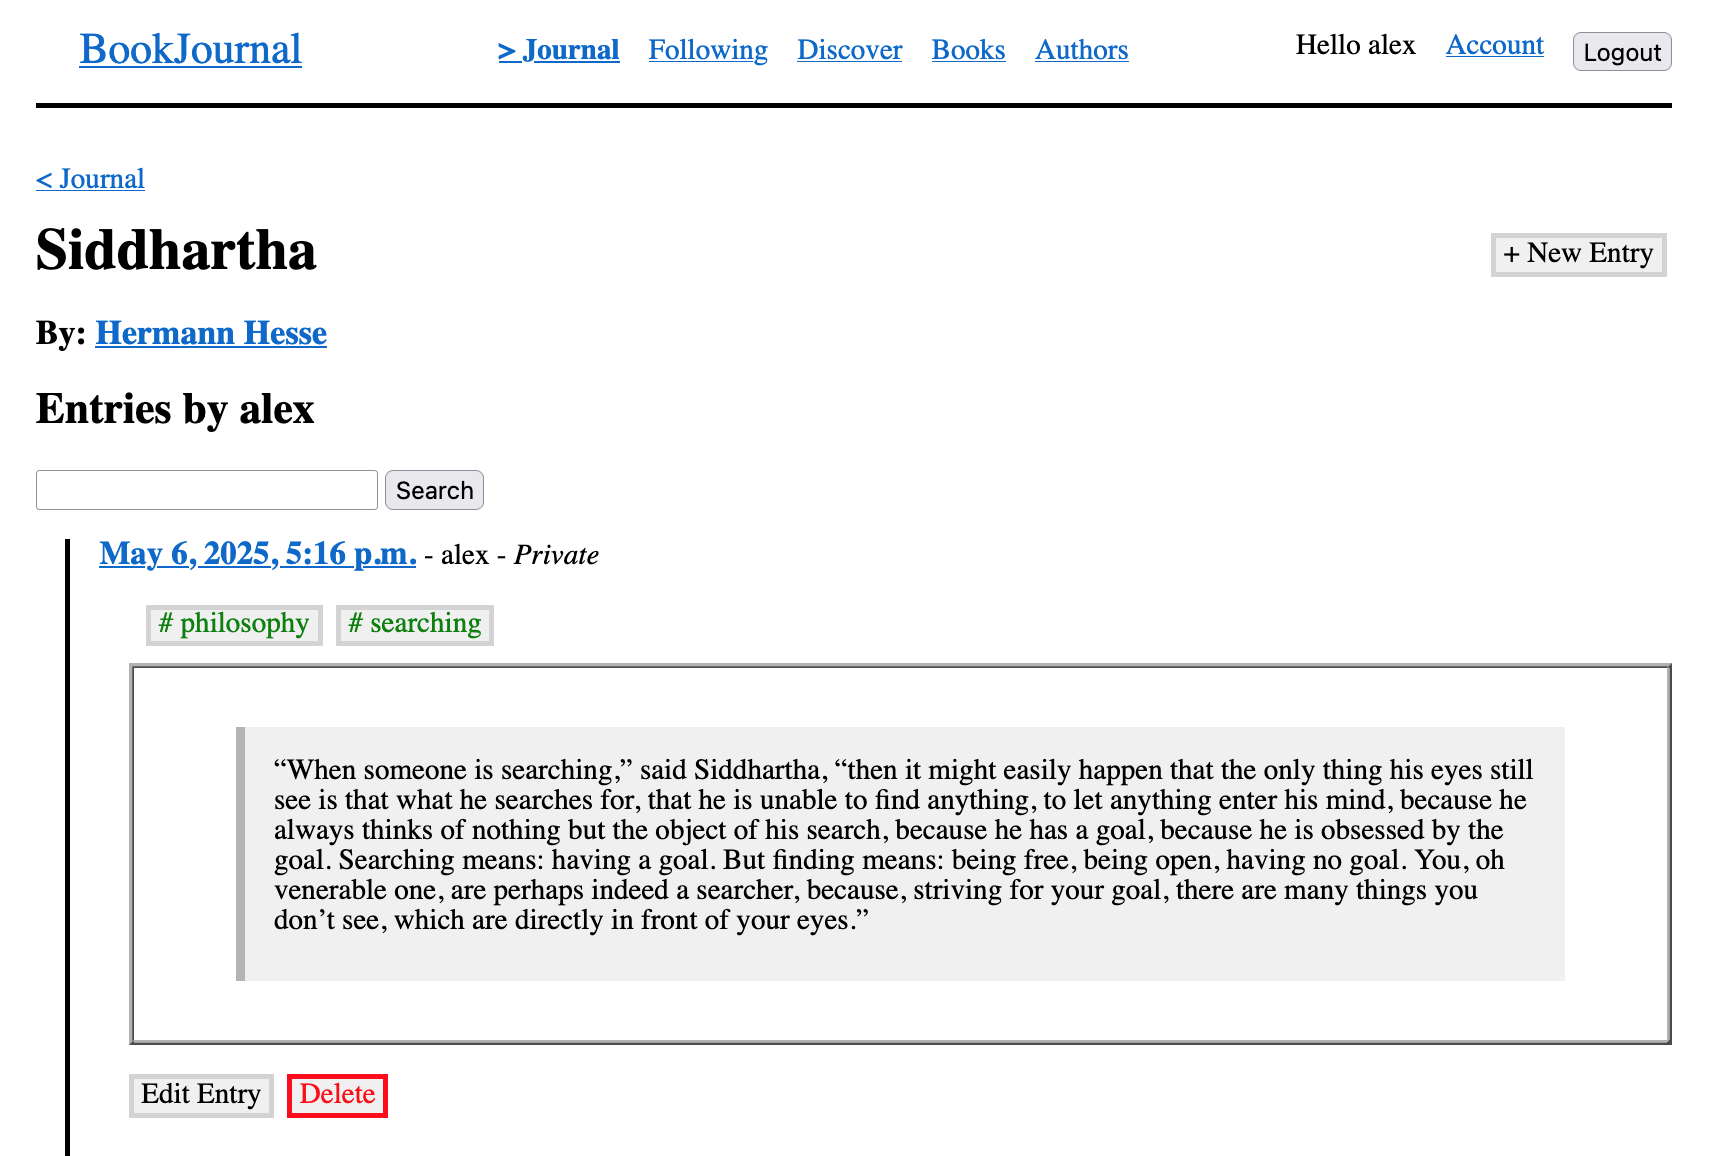 BookJournal
> Journal Following Discover Books Authors
Hello alex Account Logout
< Journal
Siddhartha
+ New Entry
By: Hermann Hesse
Entries by alex
Search
May 6, 2025, 5:16 p.m. - alex - Private
# philosophy # searching
“When someone is searching,” said Siddhartha, “then it might easily happen that the only thing his eyes still
see is that what he searches for, that he is unable to find anything, to let anything enter his mind, because he
always thinks of nothing but the object of his search, because he has a goal, because he is obsessed by the
goal. Searching means: having a goal. But finding means: being free, being open, having no goal. You, oh
venerable one, are perhaps indeed a searcher, because, striving for your goal, there are many things you
don’t see, which are directly in front of your eyes.”
Edit Entry Delete